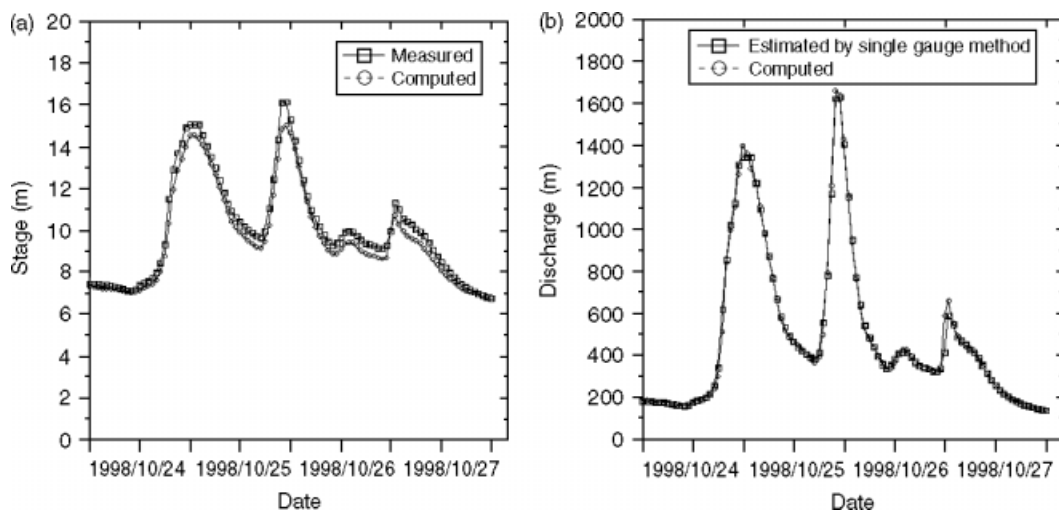 (a)
20
18
16
14
12
10
8
6
4
2
0
Stage (m)
Measured
Computed
1998/10/24 1998/10/25 1998/10/26 1998/10/27
Date
(b)
2000
1800
1600
1400
1200
1000
800
600
400
200
0
Discharge (m)
Estimated by single gauge method
Computed
1998/10/24 1998/10/25 1998/10/26 1998/10/27
Date